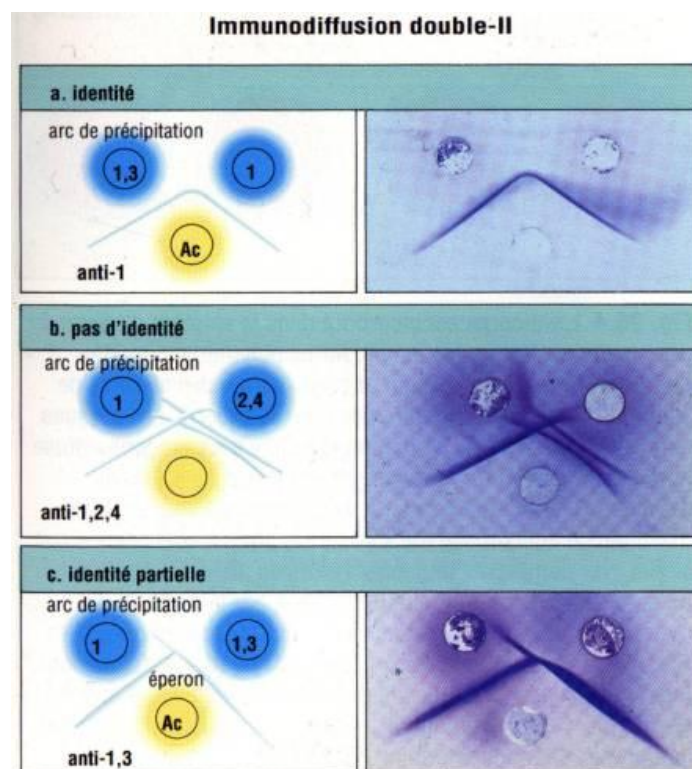 Immunodiffusion double-II
a. identité
arc de précipitation
1,3
1
Ac
anti-1
b. pas d'identité
arc de précipitation
1
2,4
anti-1,2,4
c. identité partielle
arc de précipitation
1
1,3
éperon
Ac
anti-1,3